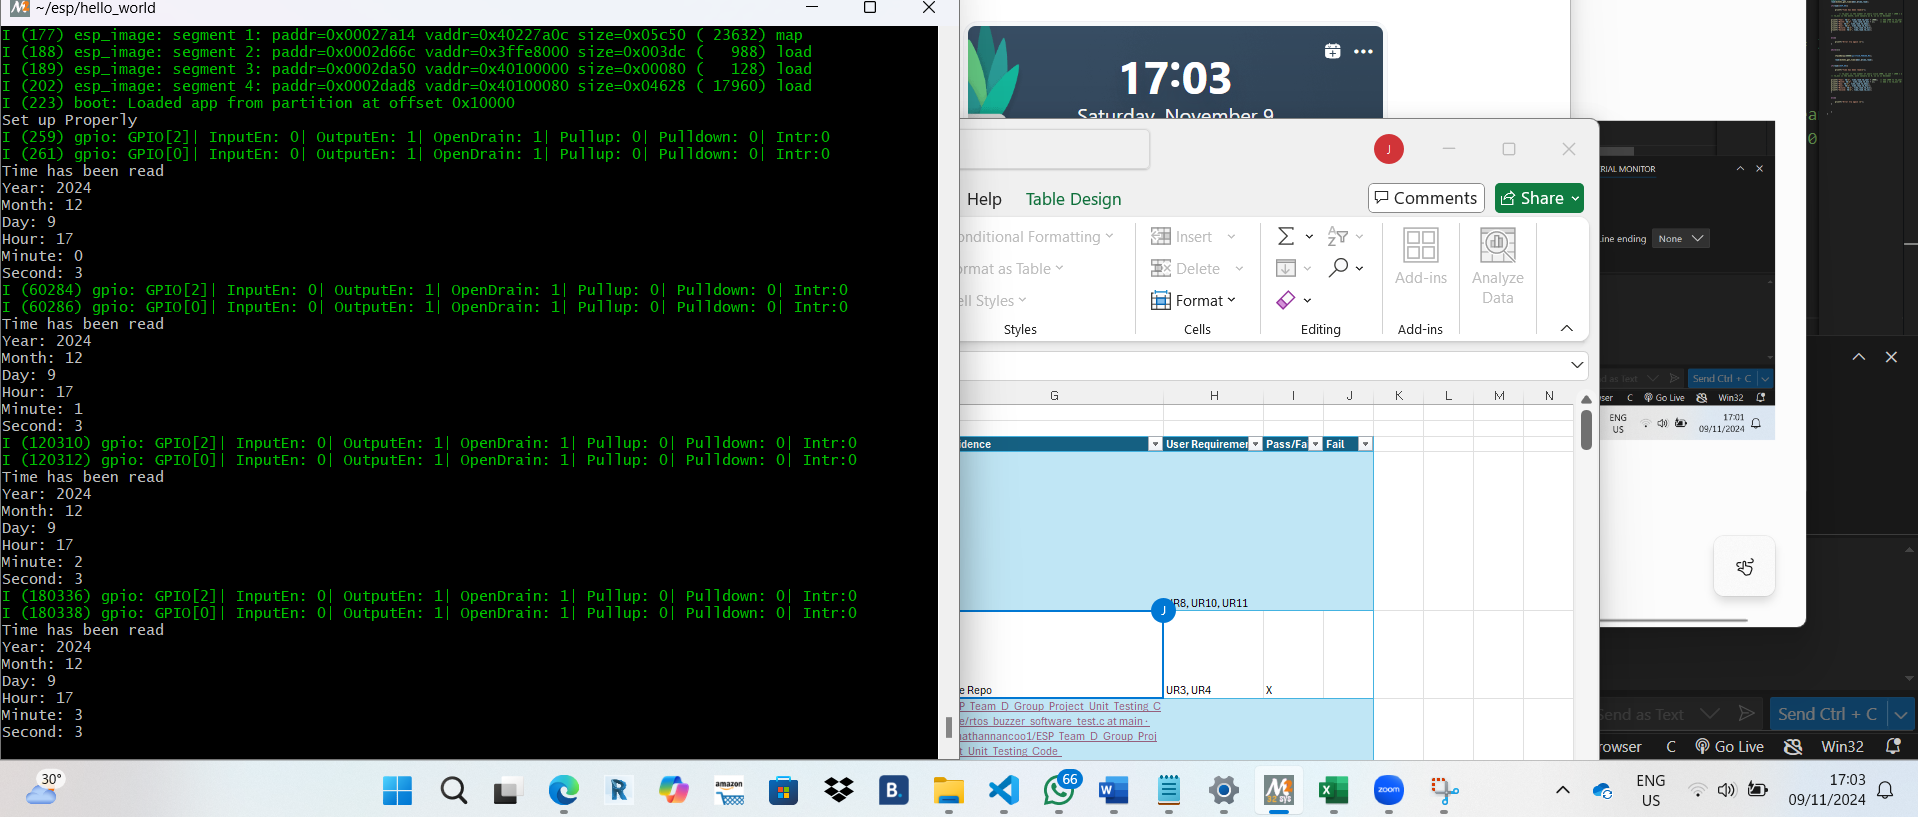 ~/esp/hello_world
I (177) esp_image: segment 1: paddr=0x00027a14 vaddr=0x40227a0c size=0x05c50 ( 23632) map
I (188) esp_image: segment 2: paddr=0x0002d66c vaddr=0x3ffe8000 size=0x003dc (   988) load
I (189) esp_image: segment 3: paddr=0x0002da50 vaddr=0x40100000 size=0x00080 (   128) load
I (202) esp_image: segment 4: paddr=0x0002dad8 vaddr=0x40100080 size=0x04628 ( 17960) load
I (223) boot: Loaded app from partition at offset 0x10000
Set up Properly
I (259) gpio: GPIO[2]| InputEn: 0| OutputEn: 1| OpenDrain: 1| Pullup: 0| Pulldown: 0| Intr:0
I (261) gpio: GPIO[0]| InputEn: 0| OutputEn: 1| OpenDrain: 1| Pullup: 0| Pulldown: 0| Intr:0
Time has been read
Year: 2024
Month: 12
Day: 9
Hour: 17
Minute: 0
Second: 3
I (60284) gpio: GPIO[2]| InputEn: 0| OutputEn: 1| OpenDrain: 1| Pullup: 0| Pulldown: 0| Intr:0
I (60286) gpio: GPIO[0]| InputEn: 0| OutputEn: 1| OpenDrain: 1| Pullup: 0| Pulldown: 0| Intr:0
Time has been read
Year: 2024
Month: 12
Day: 9
Hour: 17
Minute: 1
Second: 3
I (120310) gpio: GPIO[2]| InputEn: 0| OutputEn: 1| OpenDrain: 1| Pullup: 0| Pulldown: 0| Intr:0
I (120312) gpio: GPIO[0]| InputEn: 0| OutputEn: 1| OpenDrain: 1| Pullup: 0| Pulldown: 0| Intr:0
Time has been read
Year: 2024
Month: 12
Day: 9
Hour: 17
Minute: 2
Second: 3
I (180336) gpio: GPIO[2]| InputEn: 0| OutputEn: 1| OpenDrain: 1| Pullup: 0| Pulldown: 0| Intr:0
I (180338) gpio: GPIO[0]| InputEn: 0| OutputEn: 1| OpenDrain: 1| Pullup: 0| Pulldown: 0| Intr:0
Time has been read
Year: 2024
Month: 12
Day: 9
Hour: 17
Minute: 3
Second: 3
17:03
Saturday, November 9
J
Help Table Design Comments Share
onditional Formatting Insert
ormat as Table Delete
ell Styles Format
Add-ins
Analyze
Data
Styles Cells Editing Add-ins
G H I J K L M N
dence User Requiremen Pass/Fa Fail
UR8, UR10, UR11
J
e Repo UR3, UR4 X
P_Team_D_Group_Project_Unit_Testing_C
e/rtos_buzzer_software_test.c at main ·
nathannancoo1/ESP_Team_D_Group_Proj
t_Unit_Testing_Code_
RIAL MONITOR
ine ending None
d as Text Send Ctrl + C
ser C Go Live Win32
ENG
US
17:01
09/11/2024
a
0
Send as Text Send Ctrl + C
rowser C Go Live Win32
30°
R
amazon
B.
66
W
zoom
ENG
US
17:03
09/11/2024